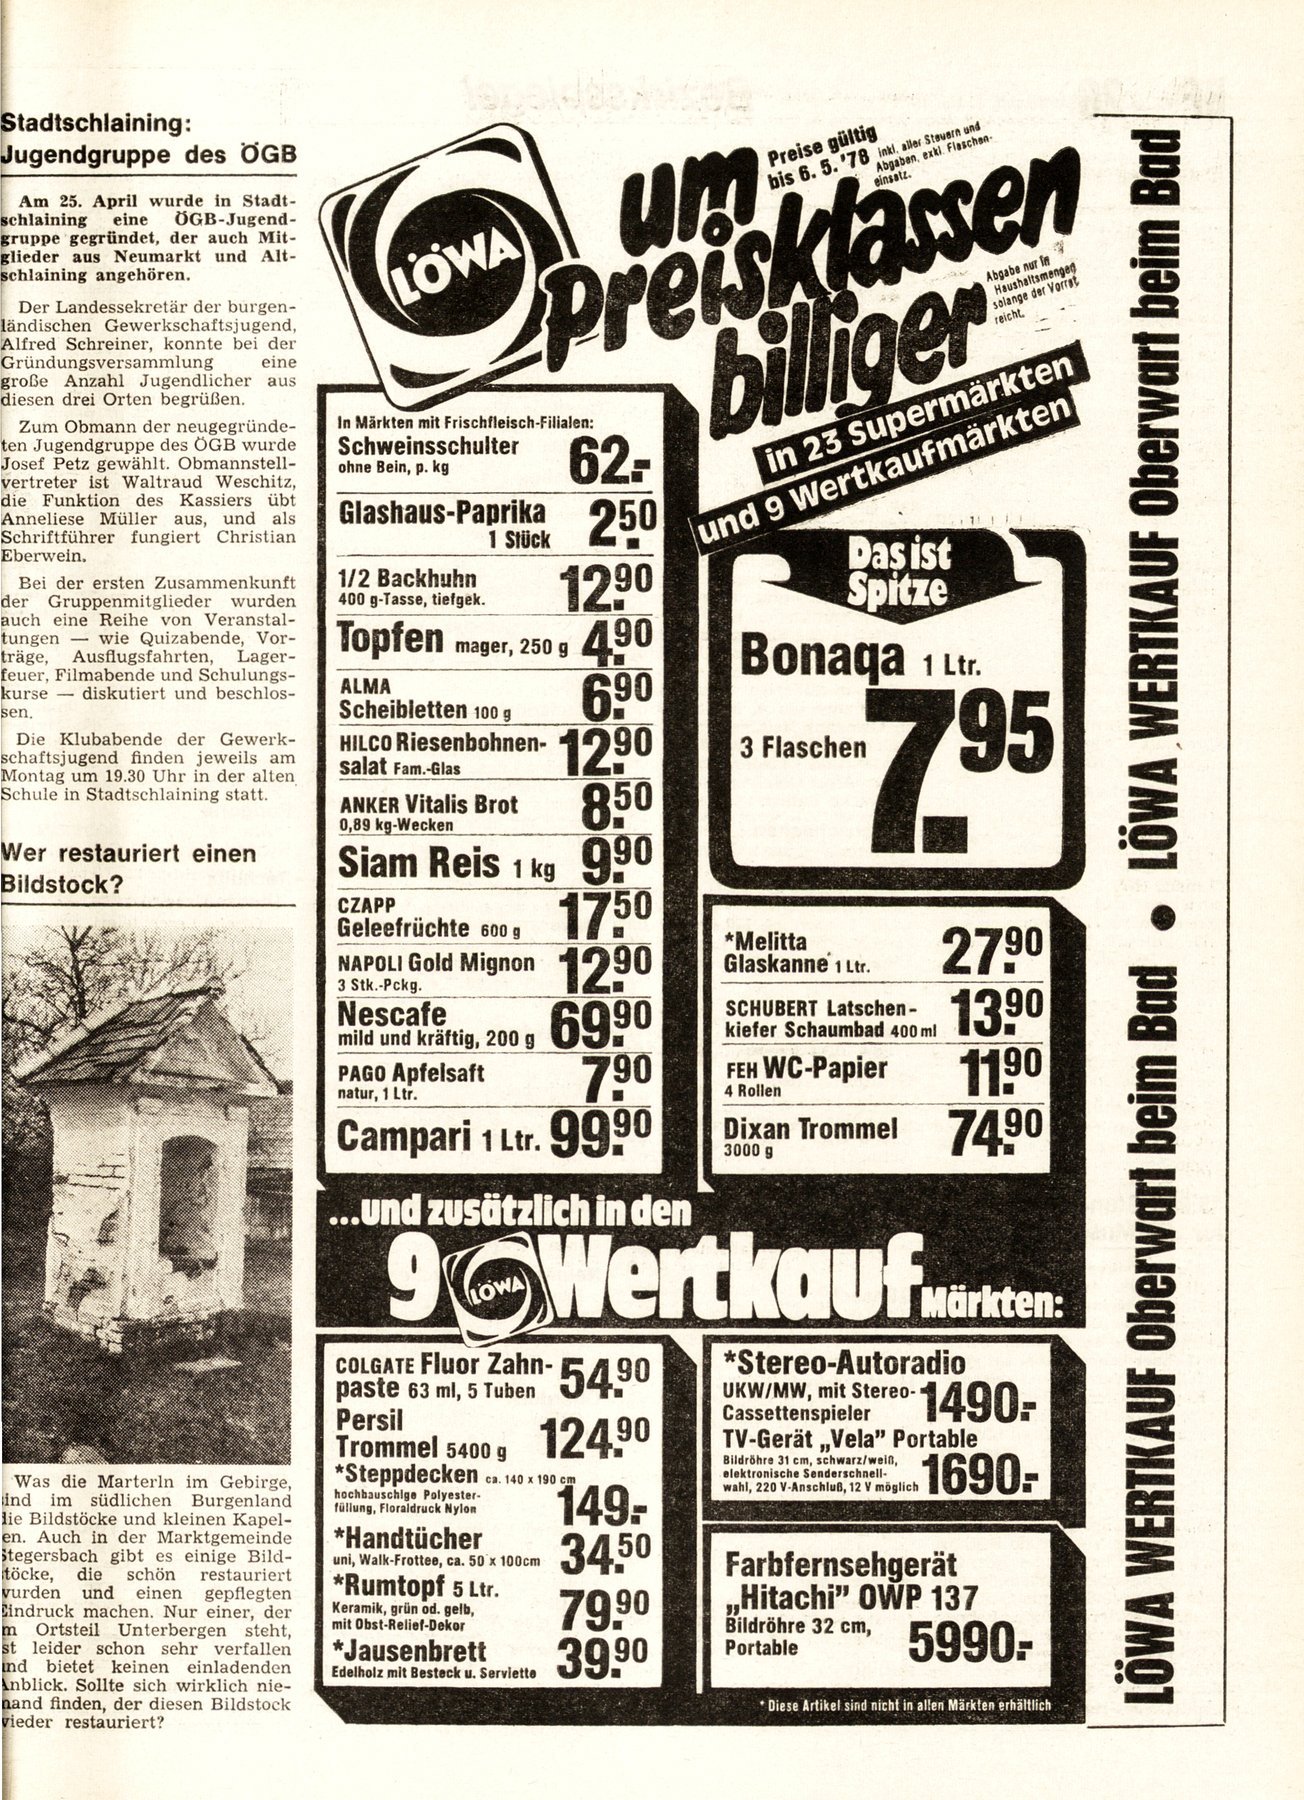 Stadtschlaining:
Jugendgruppe des ÖGB
Am 25. April wurde in Stadt-
schlaining eine ÖGB-Jugend-
gruppe gegründet, der auch Mit-
glieder aus Neumarkt und Alt-
schlaining angehören.
Der Landessekretär der burgen-
ländischen Gewerkschaftsjugend,
Alfred Schreiner, konnte bei der
Gründungsversammlung eine
große Anzahl Jugendlicher aus
diesen drei Orten begrüßen.
Zum Obmann der neugegründe-
ten Jugendgruppe des ÖGB wurde
Josef Petz gewählt. Obmannstell-
vertreter ist Waltraud Weschitz,
die Funktion des Kassiers übt
Anneliese Müller aus, und als
Schriftführer fungiert Christian
Eberwein.
Bei der ersten Zusammenkunft
der Gruppenmitglieder wurden
auch eine Reihe von Veranstal-
tungen — wie Quizabende, Vor-
träge, Ausflugsfahrten, Lager-
feuer, Filmabende und Schulungs-
kurse — diskutiert und beschlos-
sen.
Die Klubabende der Gewerk-
schaftsjugend finden jeweils am
Montag um 19.30 Uhr in der alten
Schule in Stadtschlaining statt.
Wer restauriert einen
Bildstock?
Was die Marterln im Gebirge,
ind im südlichen Burgenland
ie Bildstöcke und kleinen Kapel-
en. Auch in der Marktgemeinde
Stegersbach gibt es einige Bild-
töcke, die schön restauriert
wurden und einen gepflegten
Eindruck machen. Nur einer, der
m Ortsteil Unterbergen steht,
st leider schon sehr verfallen
und bietet keinen einladenden
Anblick. Sollte sich wirklich nie-
mand finden, der diesen Bildstock
wieder restauriert?
LÖWA
um
preisklassen
billiger
Preise gültig
bis 6. 5. '78
inkl. aller Steuern und
Abgaben, exkl. Flaschen-
einsatz.
Abgabe nur in
Haushaltsmengen
solange der Vorrat
reicht.
in 23 Supermärkten
und 9 Wertkaufmärkten
In Märkten mit Frischfleisch-Filialen:
Schweinsschulter 62.-
ohne Bein, p. kg
Glashaus-Paprika 2.50
1 Stück
1/2 Backhuhn 12.90
400 g-Tasse, tiefgek.
Topfen mager, 250 g 4.90
ALMA 6.90
Scheibletten 100 g
HILCO Riesenbohnen- 12.90
salat Fam.-Glas
ANKER Vitalis Brot 8.50
0,89 kg-Wecken
Siam Reis 1 kg 9.90
CZAPP 17.50
Geleefrüchte 600 g
NAPOLI Gold Mignon 12.90
3 Stk.-Pckg.
Nescafe 69.90
mild und kräftig, 200 g
PAGO Apfelsaft 7.90
natur, 1 Ltr.
Campari 1 Ltr. 99.90
Das ist
Spitze
Bonaqa 1 Ltr.
3 Flaschen 7.95
*Melitta 27.90
Glaskanne 1 Ltr.
SCHUBERT Latschen- 13.90
kiefer Schaumbad 400 ml
FEH WC-Papier 11.90
4 Rollen
Dixan Trommel 74.90
3000 g
...und zusätzlich in den
9 LÖWA Wertkauf Märkten:
COLGATE Fluor Zahn- 54.90
paste 63 ml, 5 Tuben
Persil 124.90
Trommel 5400 g
*Steppdecken ca. 140 x 190 cm
hochbauschige Polyester- 149.-
füllung, Floraldruck Nylon
*Handtücher 34.50
uni, Walk-Frottee, ca. 50 x 100cm
*Rumtopf 5 Ltr. 79.90
Keramik, grün od. gelb,
mit Obst-Relief-Dekor
*Jausenbrett 39.90
Edelholz mit Besteck u. Serviette
*Stereo-Autoradio
UKW/MW, mit Stereo- 1490.-
Cassettenspieler
TV-Gerät „Vela” Portable
Bildröhre 31 cm, schwarz/weiß, 1690.-
elektronische Senderschnell-
wahl, 220 V-Anschluß, 12 V möglich
Farbfernsehgerät
„Hitachi” OWP 137
Bildröhre 32 cm, 5990.-
Portable
* Diese Artikel sind nicht in allen Märkten erhältlich
LÖWA WERTKAUF Oberwart beim Bad • LÖWA WERTKAUF Oberwart beim Bad